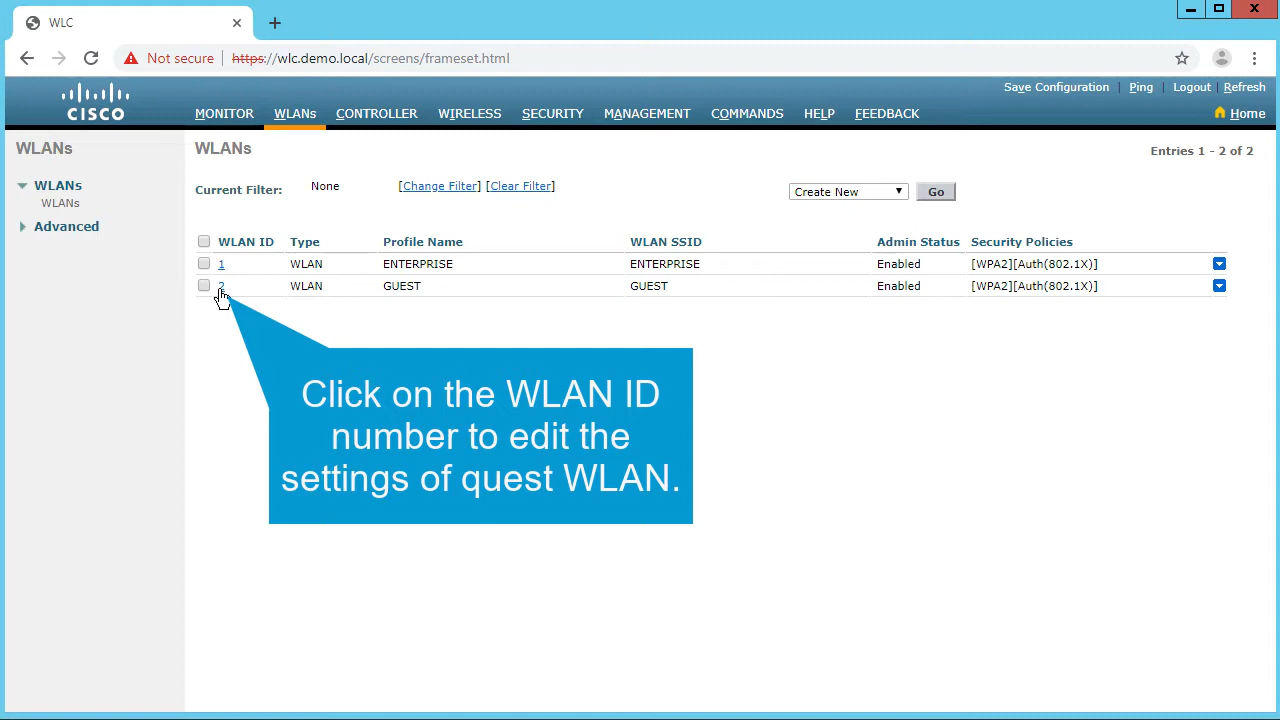 WLC
Not secure https://wlc.demo.local/screens/frameset.html
Save Configuration Ping Logout Refresh
CISCO
MONITOR WLANs CONTROLLER WIRELESS SECURITY MANAGEMENT COMMANDS HELP FEEDBACK Home
WLANs
WLANs
WLANs
Advanced
WLANs
Entries 1 - 2 of 2
Current Filter: None [Change Filter] [Clear Filter] Create New Go
WLAN ID Type Profile Name WLAN SSID Admin Status Security Policies
1 WLAN ENTERPRISE ENTERPRISE Enabled [WPA2][Auth(802.1X)]
2 WLAN GUEST GUEST Enabled [WPA2][Auth(802.1X)]
Click on the WLAN ID
number to edit the
settings of quest WLAN.